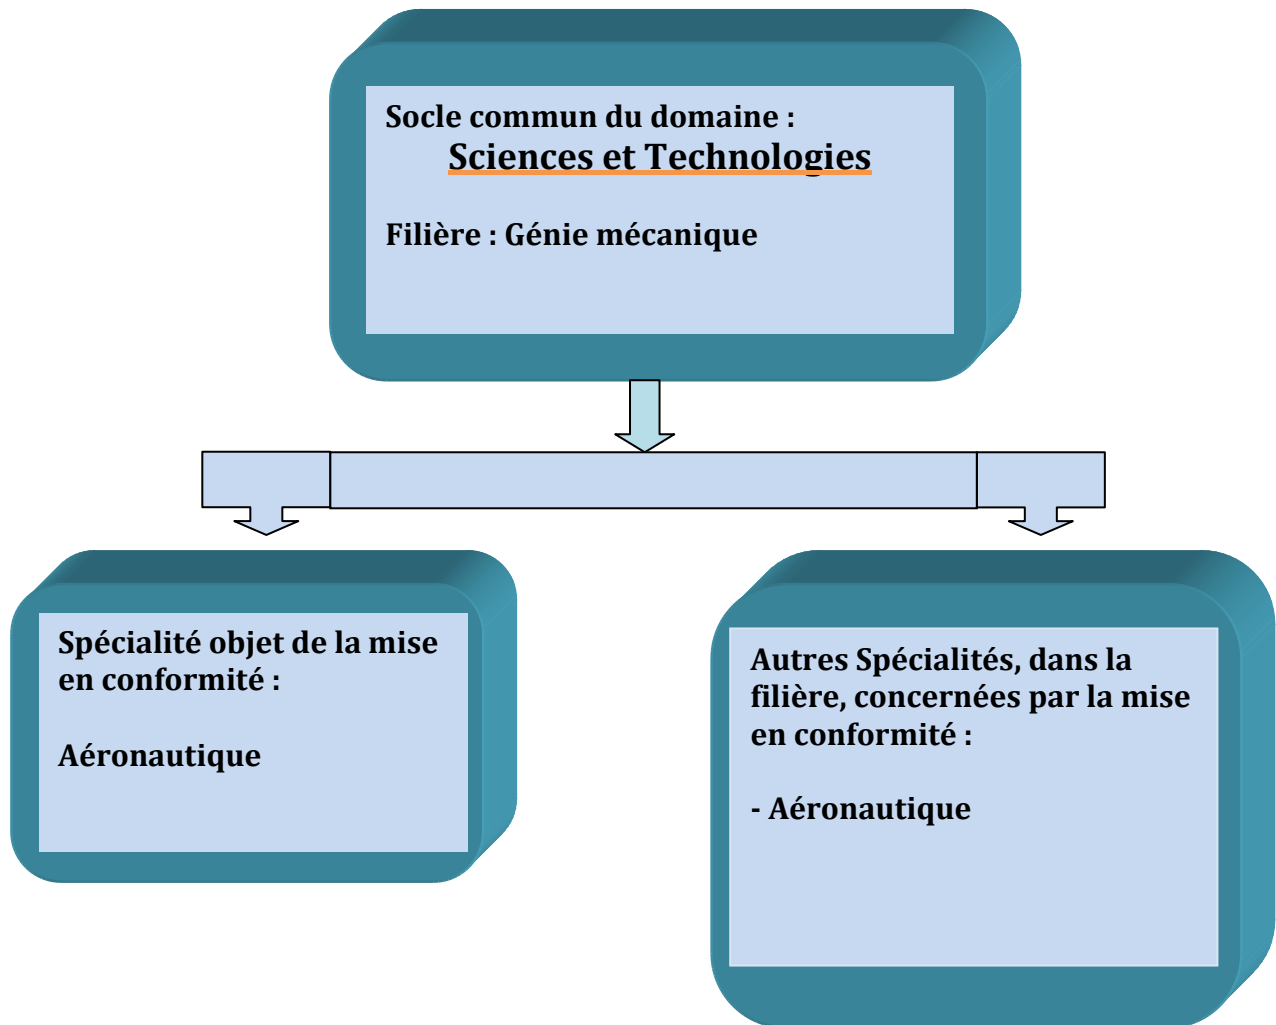 Socle commun du domaine :
Sciences et Technologies
Filière : Génie mécanique
Spécialité objet de la mise
en conformité :
Aéronautique
Autres Spécialités, dans la
filière, concernées par la mise
en conformité :
- Aéronautique